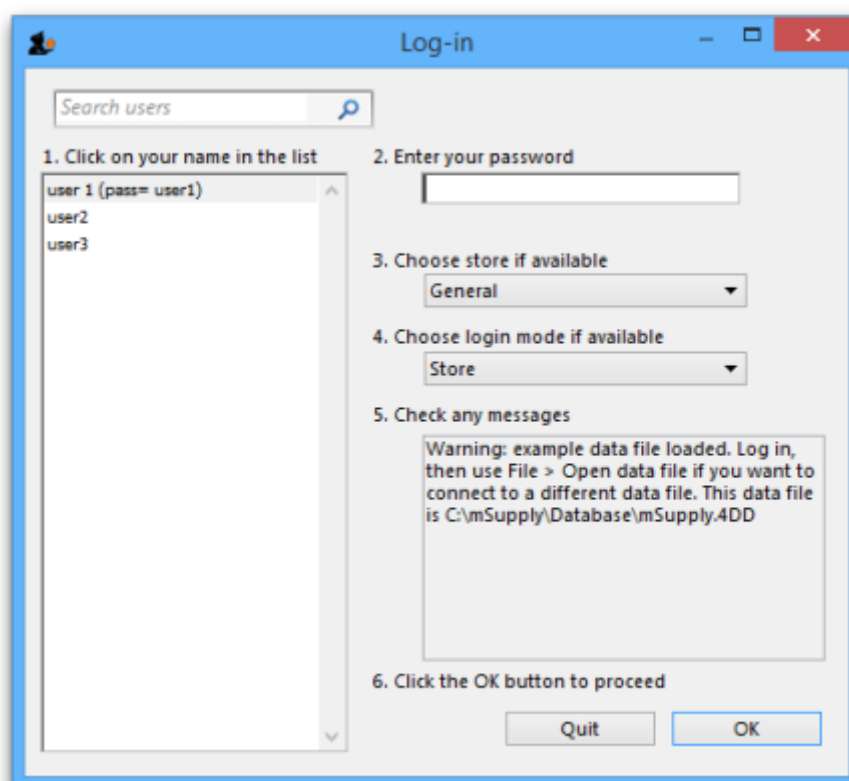 Log-in
Search users
1. Click on your name in the list
user 1 (pass= user1)
user2
user3
2. Enter your password
3. Choose store if available
General
4. Choose login mode if available
Store
5. Check any messages
Warning: example data file loaded. Log in,
then use File > Open data file if you want to
connect to a different data file. This data file
is C:\mSupply\Database\mSupply.4DD
6. Click the OK button to proceed
Quit
OK